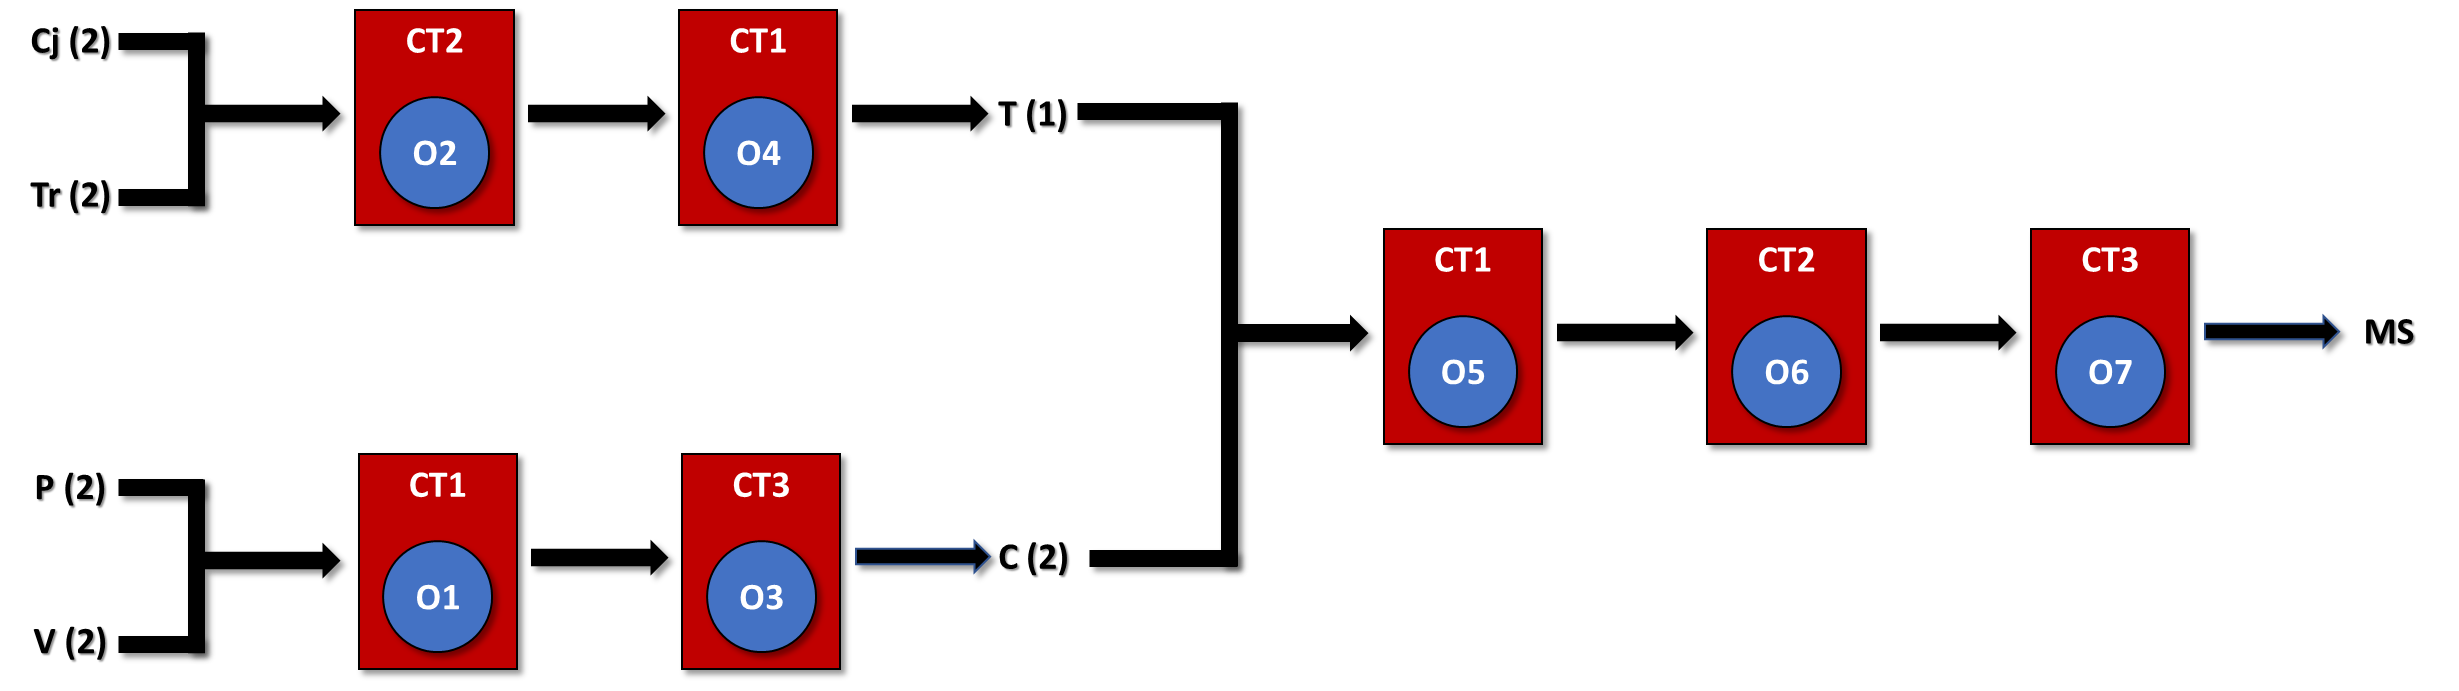 Cj (2)
CT2
O2
CT1
O4
T (1)
Tr (2)
CT1
O5
CT2
O6
CT3
O7
MS
P (2)
CT1
O1
CT3
O3
C (2)
V (2)